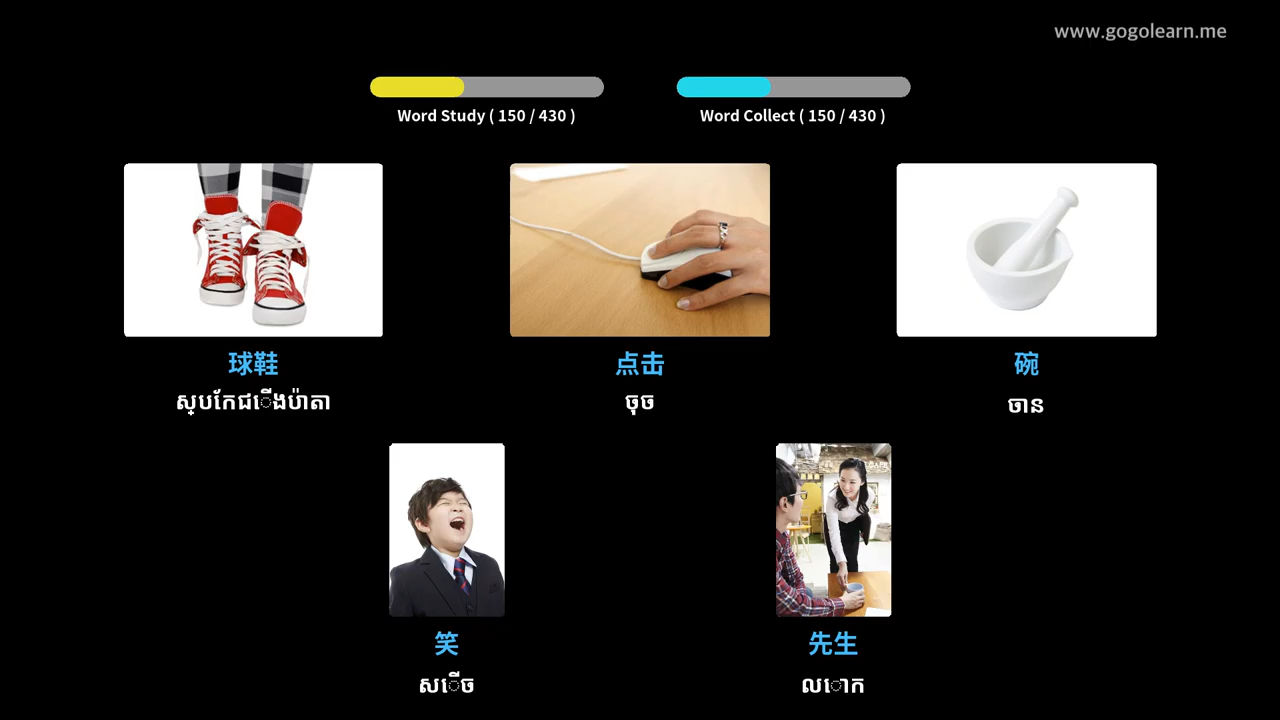 www.gogolearn.me
Word Study ( 150 / 430 )
Word Collect ( 150 / 430 )
球鞋
点击
碗
ស្បែកជើងប៉ាតា
ចុច
ចាន
笑
先生
សើច
លោក